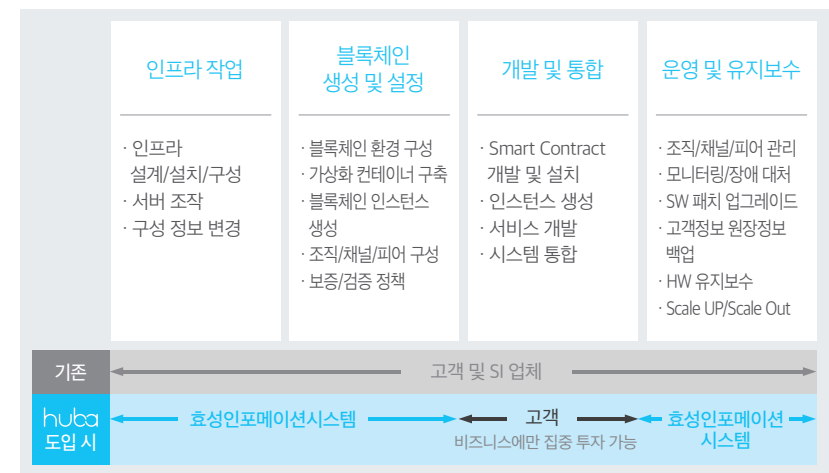 인프라 작업
· 인프라
설계/설치/구성
· 서버 조작
· 구성 정보 변경
블록체인
생성 및 설정
· 블록체인 환경 구성
· 가상화 컨테이너 구축
· 블록체인 인스턴스
생성
· 조직/채널/피어 구성
· 보증/검증 정책
개발 및 통합
· Smart Contract
개발 및 설치
· 인스턴스 생성
· 서비스 개발
· 시스템 통합
운영 및 유지보수
· 조직/채널/피어 관리
· 모니터링/장애 대처
· SW 패치 업그레이드
· 고객정보 원장정보
백업
· HW 유지보수
· Scale UP/Scale Out
기존
고객 및 SI 업체
huba
도입 시
효성인포메이션시스템
고객
비즈니스에만 집중 투자 가능
효성인포메이션
시스템